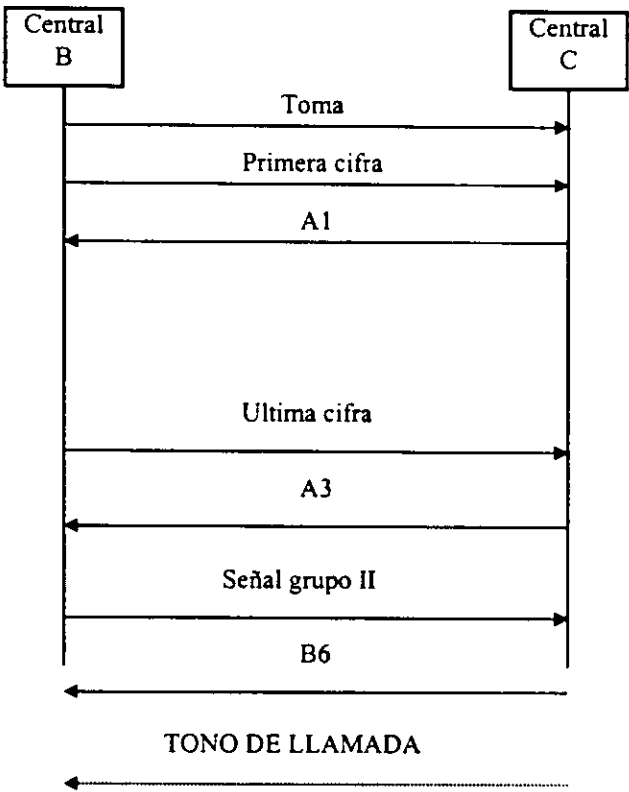 Central
B
Central
C
Toma
Primera cifra
A1
Ultima cifra
A3
Señal grupo II
B6
TONO DE LLAMADA